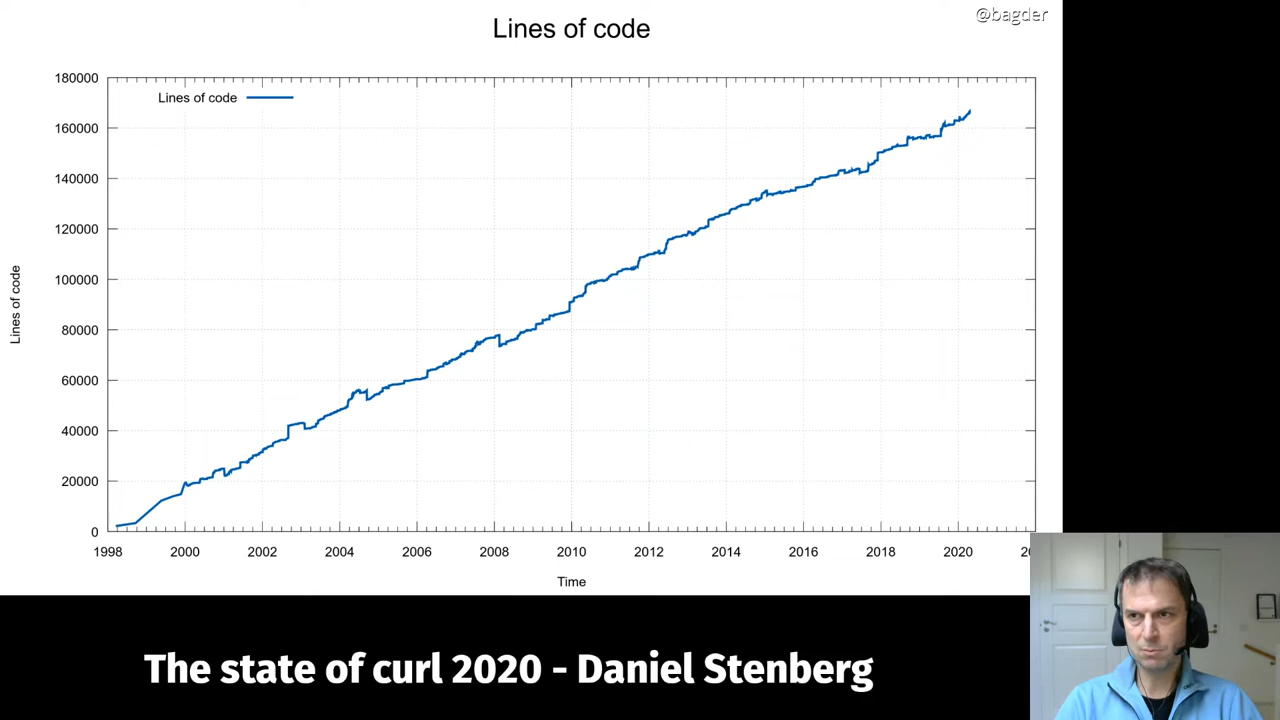 @bagder
Lines of code
180000
Lines of code
160000
140000
120000
100000
Lines of code
80000
60000
40000
20000
0
1998 2000 2002 2004 2006 2008 2010 2012 2014 2016 2018 2020
Time
The state of curl 2020 - Daniel Stenberg